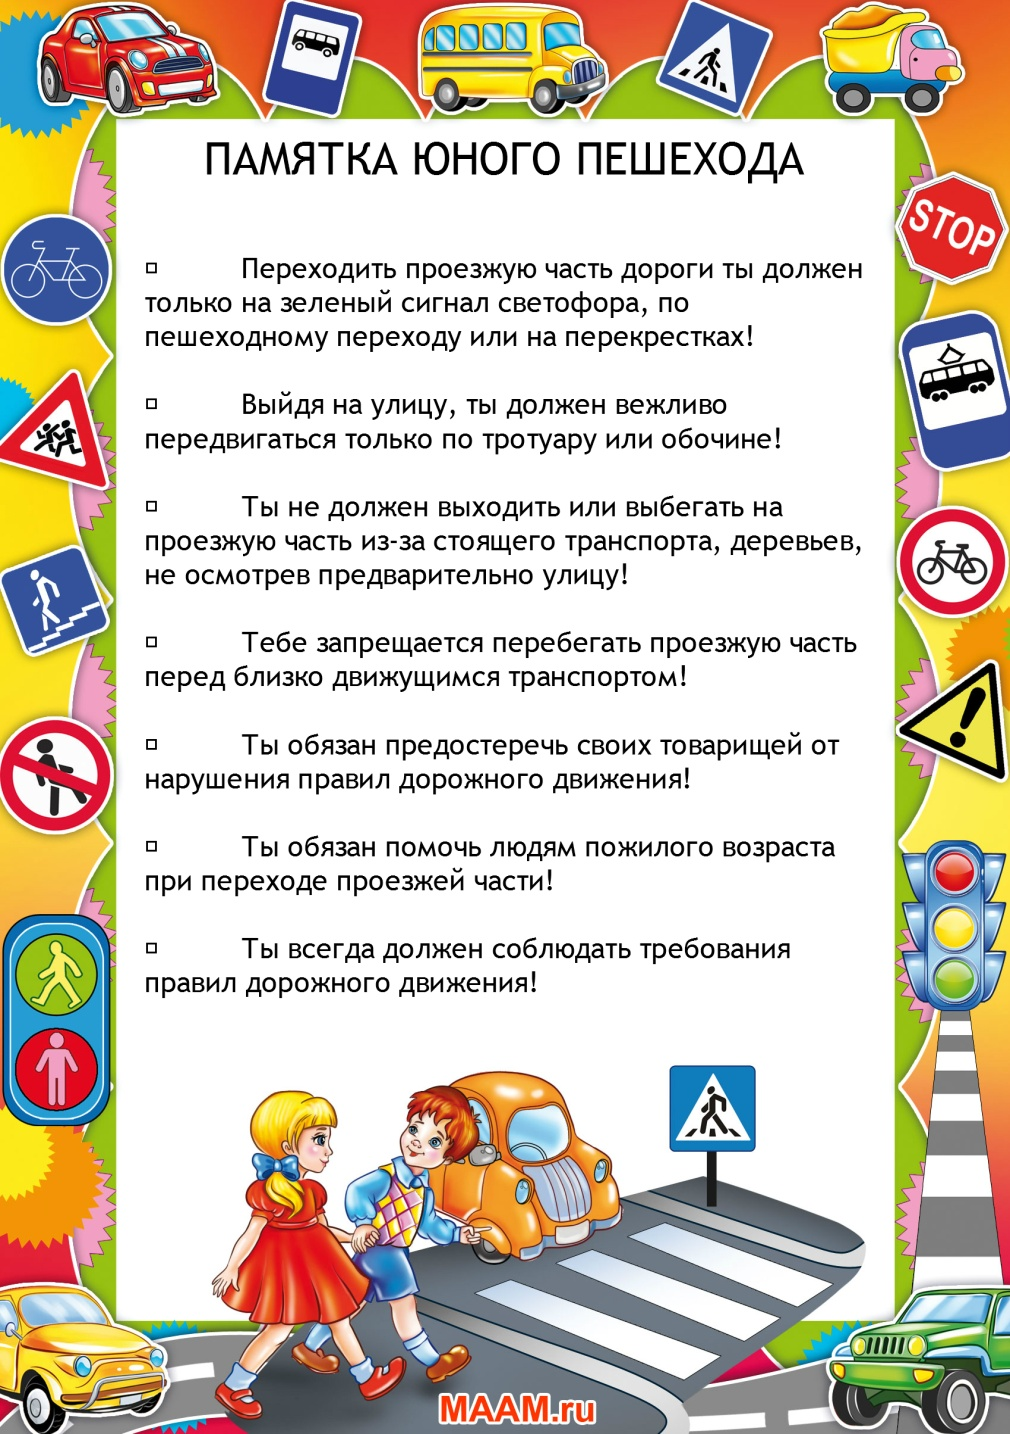 ПАМЯТКА ЮНОГО ПЕШЕХОДА
STOP
▫ Переходить проезжую часть дороги ты должен
только на зеленый сигнал светофора, по
пешеходному переходу или на перекрестках!
▫ Выйдя на улицу, ты должен вежливо
передвигаться только по тротуару или обочине!
▫ Ты не должен выходить или выбегать на
проезжую часть из-за стоящего транспорта, деревьев,
не осмотрев предварительно улицу!
▫ Тебе запрещается перебегать проезжую часть
перед близко движущимся транспортом!
▫ Ты обязан предостеречь своих товарищей от
нарушения правил дорожного движения!
▫ Ты обязан помочь людям пожилого возраста
при переходе проезжей части!
▫ Ты всегда должен соблюдать требования
правил дорожного движения!
MAAM.ru